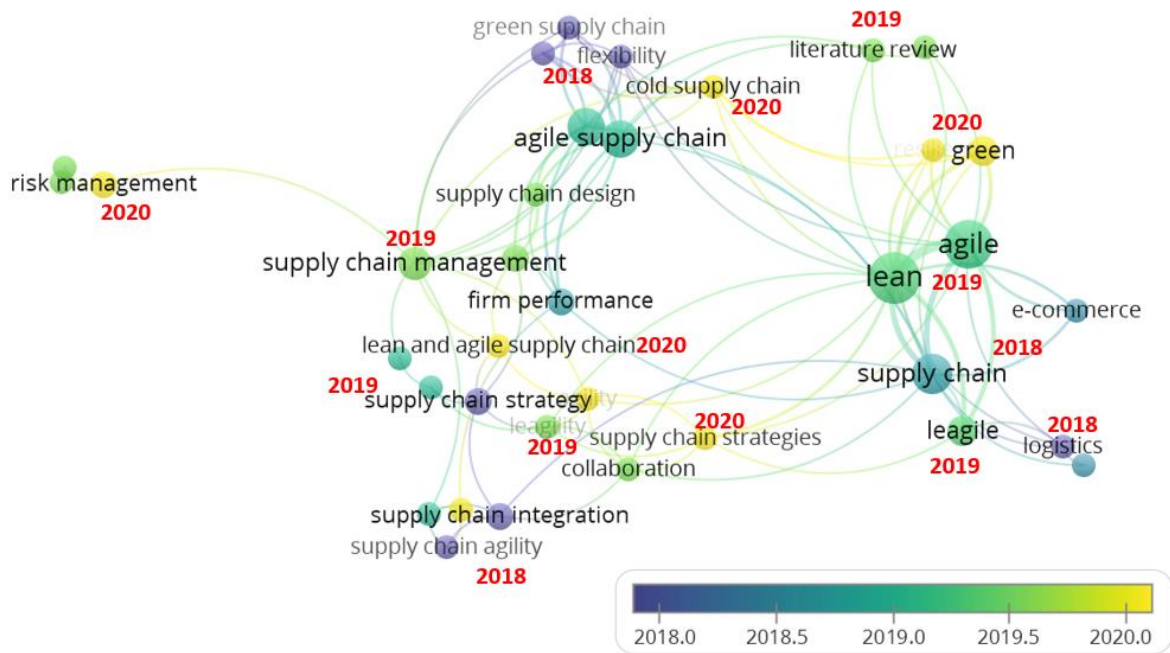 green supply chain
2019
literature review
flexibility
2018
cold supply chain
2020
2020
agile supply chain
green
risk management
2020
supply chain design
2019
agile
supply chain management
lean
2019
firm performance
e-commerce
lean and agile supply chain 2020
2018
supply chain
2019
supply chain strategy
leagility
2019
2020
supply chain strategies
leagile
2018
logistics
collaboration
2019
supply chain integration
supply chain agility
2018
2018.0 2018.5 2019.0 2019.5 2020.0